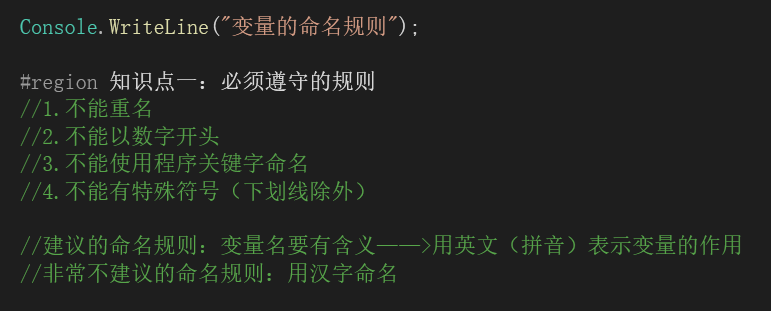 Console.WriteLine("变量的命名规则");
#region 知识点一：必须遵守的规则
//1.不能重名
//2.不能以数字开头
//3.不能使用程序关键字命名
//4.不能有特殊符号（下划线除外）
//建议的命名规则：变量名要有含义——>用英文（拼音）表示变量的作用
//非常不建议的命名规则：用汉字命名